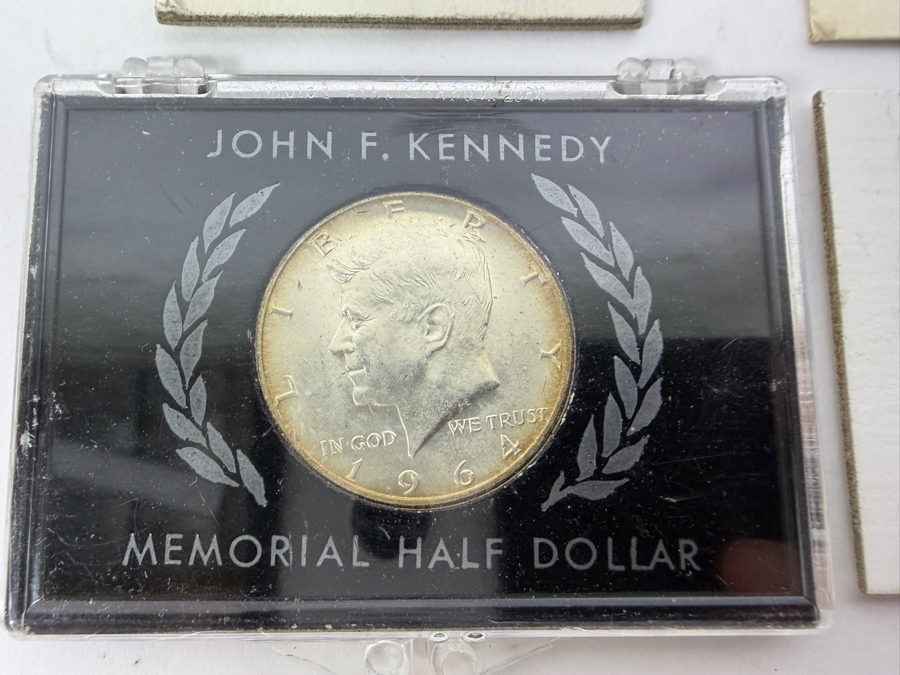 JOHN F. KENNEDY
LIBERTY
IN GOD WE TRUST
1964
MEMORIAL HALF DOLLAR